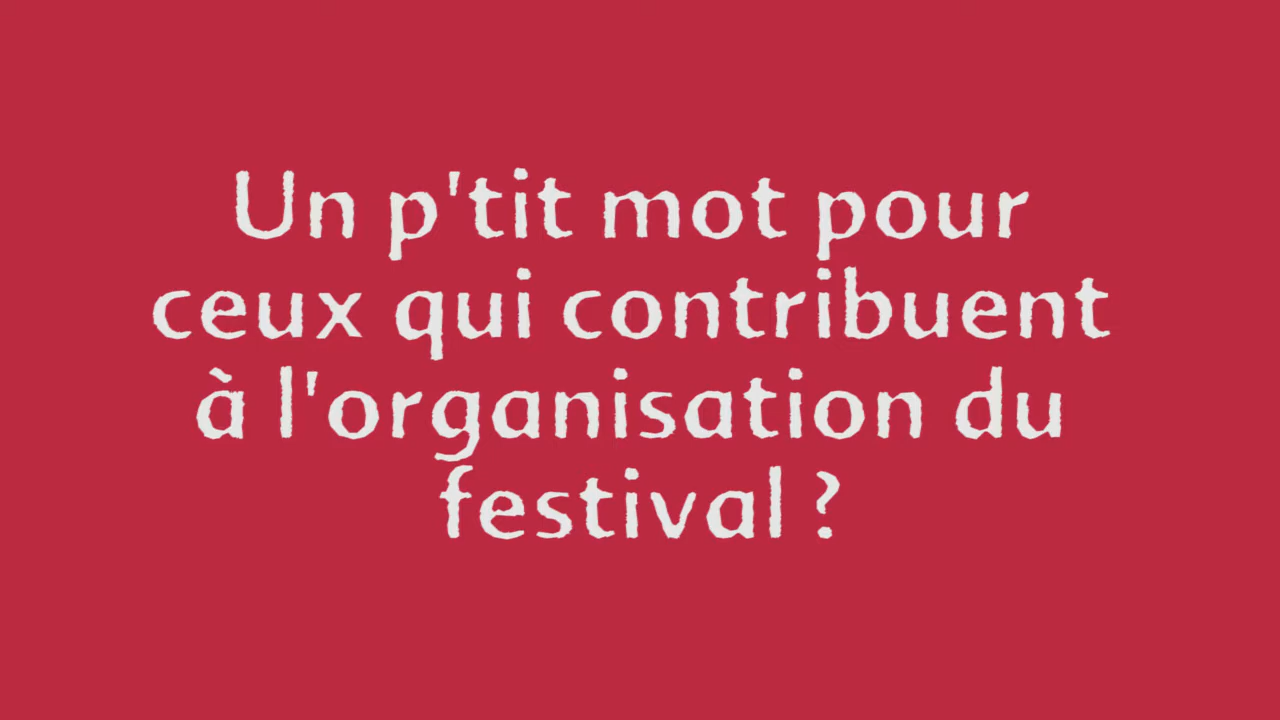 Un p'tit mot pour
ceux qui contribuent
à l'organisation du
festival ?